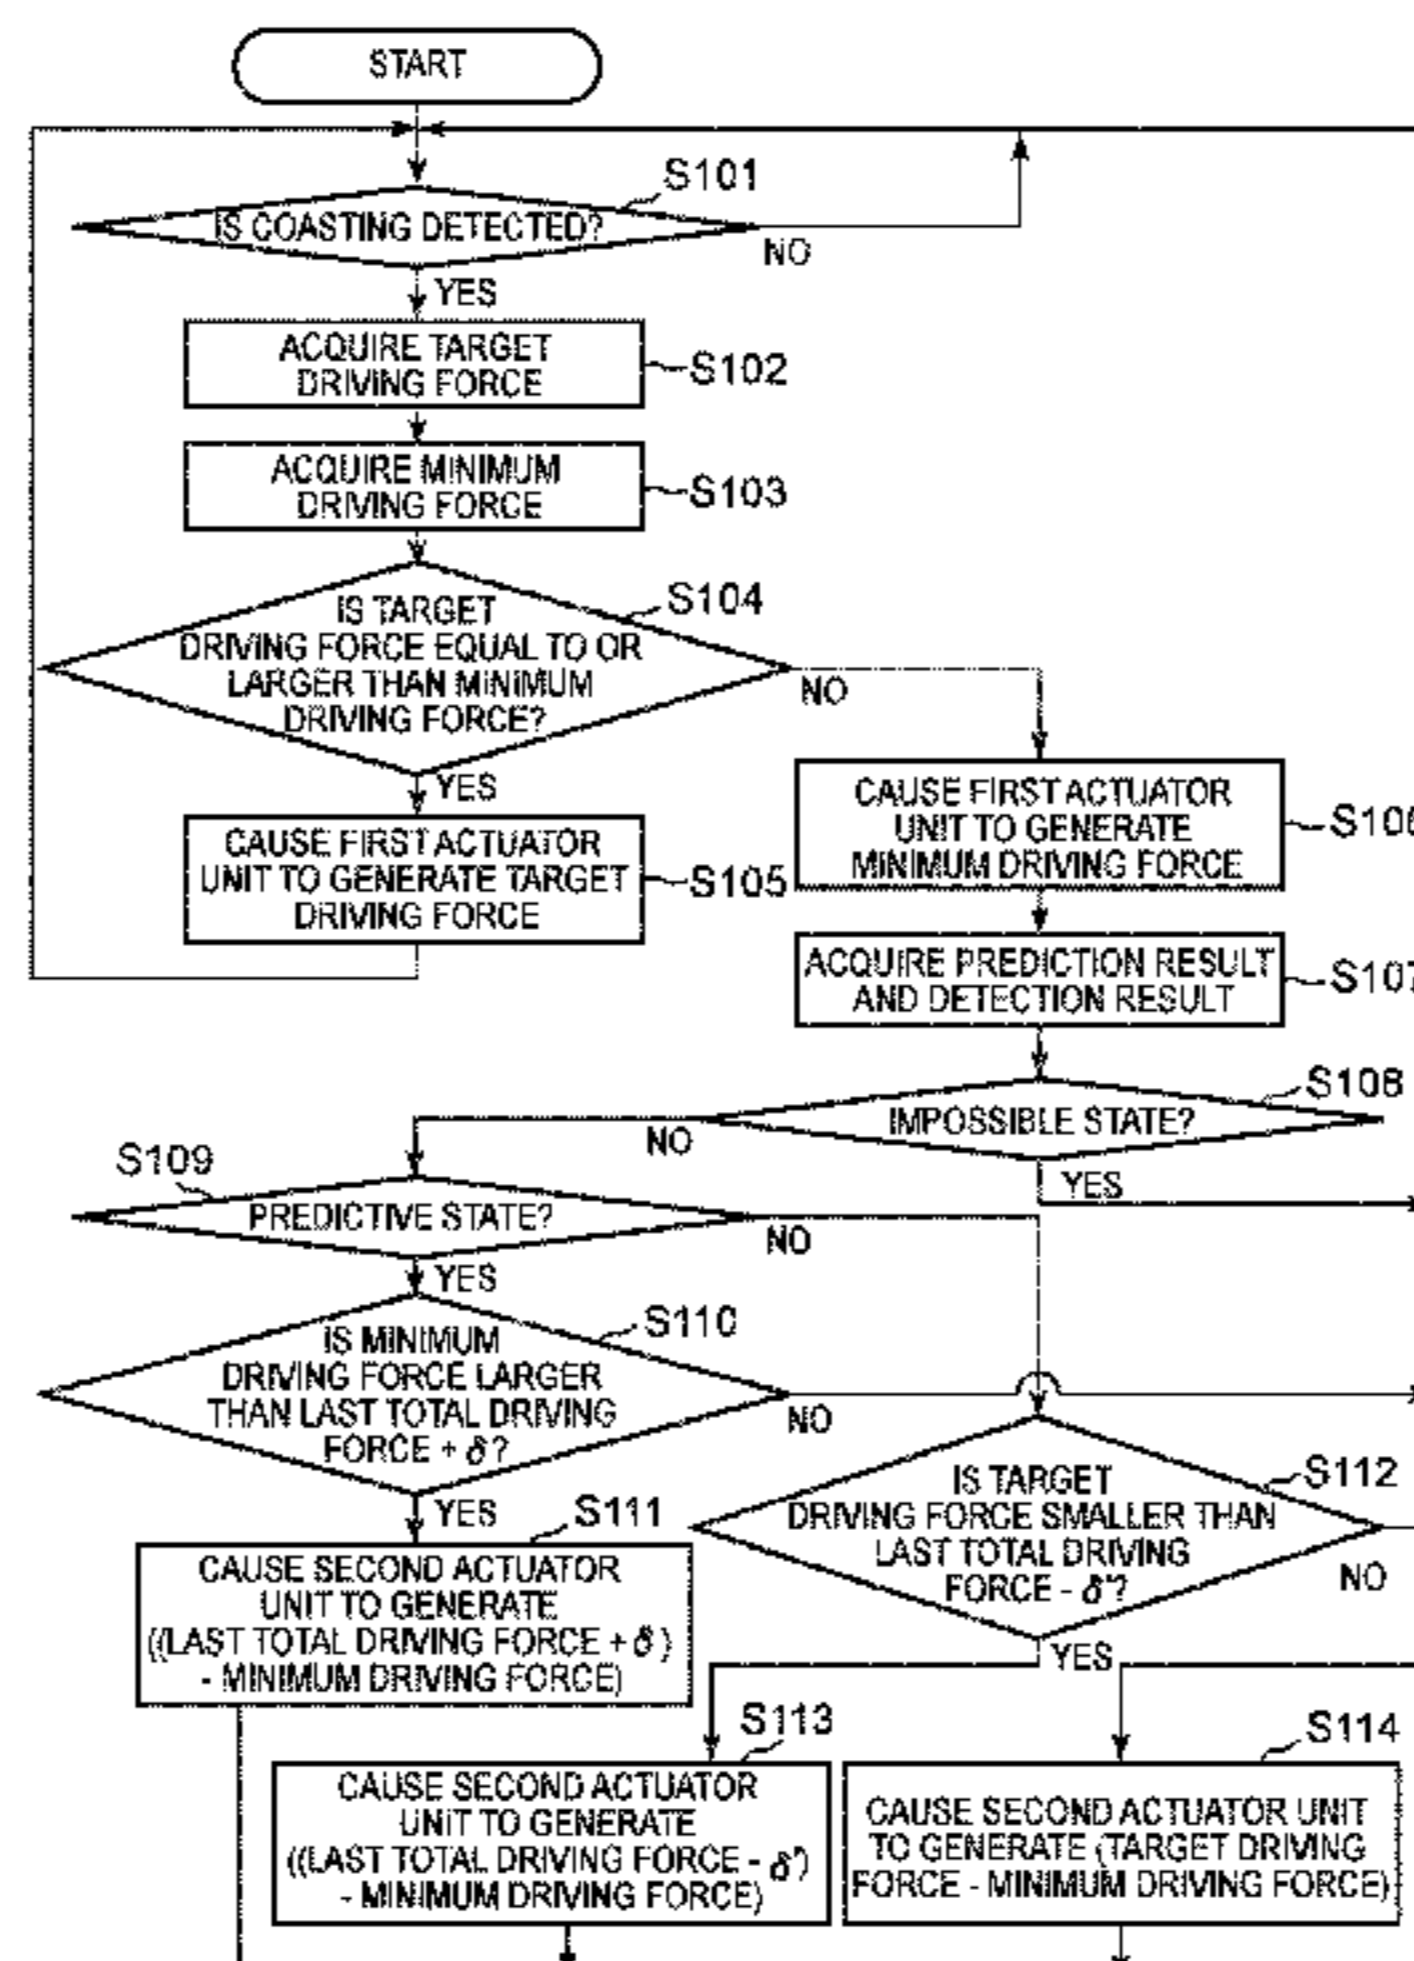 START
S101
IS COASTING DETECTED?
NO
YES
ACQUIRE TARGET
DRIVING FORCE
S102
ACQUIRE MINIMUM
DRIVING FORCE
S103
S104
IS TARGET
DRIVING FORCE EQUAL TO OR
LARGER THAN MINIMUM
DRIVING FORCE?
NO
YES
CAUSE FIRST ACTUATOR
UNIT TO GENERATE TARGET
DRIVING FORCE
S105
CAUSE FIRST ACTUATOR
UNIT TO GENERATE
MINIMUM DRIVING FORCE
S106
ACQUIRE PREDICTION RESULT
AND DETECTION RESULT
S107
S108
IMPOSSIBLE STATE?
NO
YES
S109
PREDICTIVE STATE?
NO
YES
S110
IS MINIMUM
DRIVING FORCE LARGER
THAN LAST TOTAL DRIVING
FORCE + δ?
NO
YES
S111
CAUSE SECOND ACTUATOR
UNIT TO GENERATE
((LAST TOTAL DRIVING FORCE + δ)
- MINIMUM DRIVING FORCE)
S112
IS TARGET
DRIVING FORCE SMALLER THAN
LAST TOTAL DRIVING
FORCE - δ'?
NO
YES
S113
CAUSE SECOND ACTUATOR
UNIT TO GENERATE
((LAST TOTAL DRIVING FORCE - δ')
- MINIMUM DRIVING FORCE)
S114
CAUSE SECOND ACTUATOR UNIT
TO GENERATE (TARGET DRIVING
FORCE - MINIMUM DRIVING FORCE)